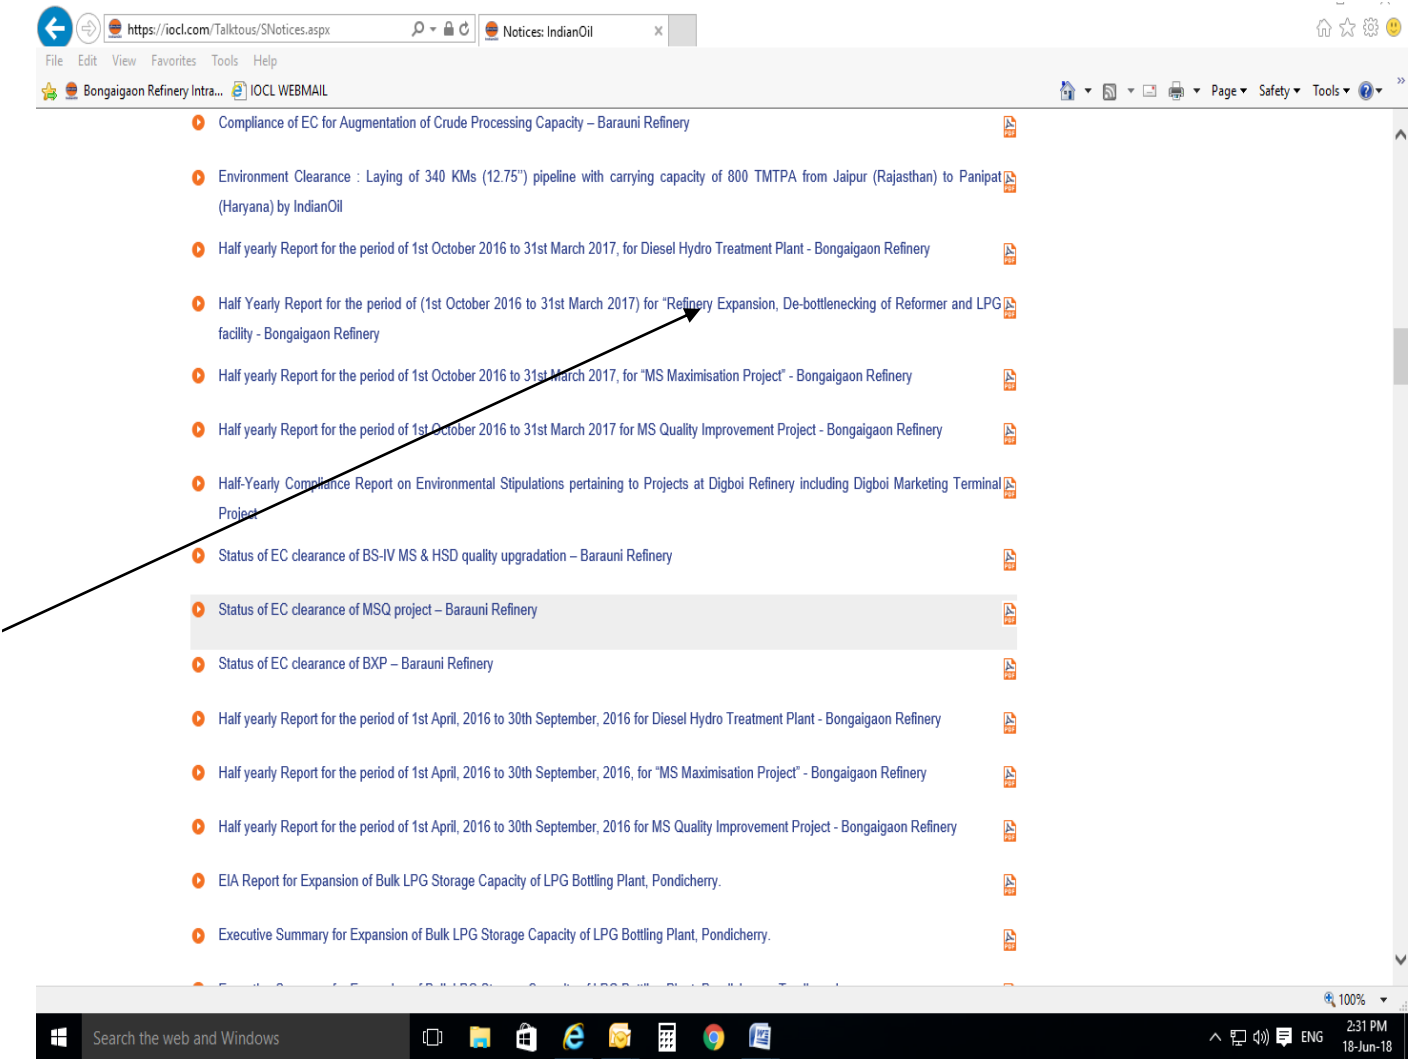 https://iocl.com/Talktous/SNotices.aspx
Notices: IndianOil
File Edit View Favorites Tools Help
Bongaigaon Refinery Intra... IOCL WEBMAIL
Page Safety Tools
Compliance of EC for Augmentation of Crude Processing Capacity – Barauni Refinery
Environment Clearance : Laying of 340 KMs (12.75") pipeline with carrying capacity of 800 TMTPA from Jaipur (Rajasthan) to Panipat
(Haryana) by IndianOil
Half yearly Report for the period of 1st October 2016 to 31st March 2017, for Diesel Hydro Treatment Plant - Bongaigaon Refinery
Half Yearly Report for the period of (1st October 2016 to 31st March 2017) for “Refinery Expansion, De-bottlenecking of Reformer and LPG
facility - Bongaigaon Refinery
Half yearly Report for the period of 1st October 2016 to 31st March 2017, for “MS Maximisation Project” - Bongaigaon Refinery
Half yearly Report for the period of 1st October 2016 to 31st March 2017 for MS Quality Improvement Project - Bongaigaon Refinery
Half-Yearly Compliance Report on Environmental Stipulations pertaining to Projects at Digboi Refinery including Digboi Marketing Terminal
Project
Status of EC clearance of BS-IV MS & HSD quality upgradation – Barauni Refinery
Status of EC clearance of MSQ project – Barauni Refinery
Status of EC clearance of BXP – Barauni Refinery
Half yearly Report for the period of 1st April, 2016 to 30th September, 2016 for Diesel Hydro Treatment Plant - Bongaigaon Refinery
Half yearly Report for the period of 1st April, 2016 to 30th September, 2016, for “MS Maximisation Project” - Bongaigaon Refinery
Half yearly Report for the period of 1st April, 2016 to 30th September, 2016 for MS Quality Improvement Project - Bongaigaon Refinery
EIA Report for Expansion of Bulk LPG Storage Capacity of LPG Bottling Plant, Pondicherry.
Executive Summary for Expansion of Bulk LPG Storage Capacity of LPG Bottling Plant, Pondicherry.
100%
Search the web and Windows
ENG
2:31 PM
18-Jun-18